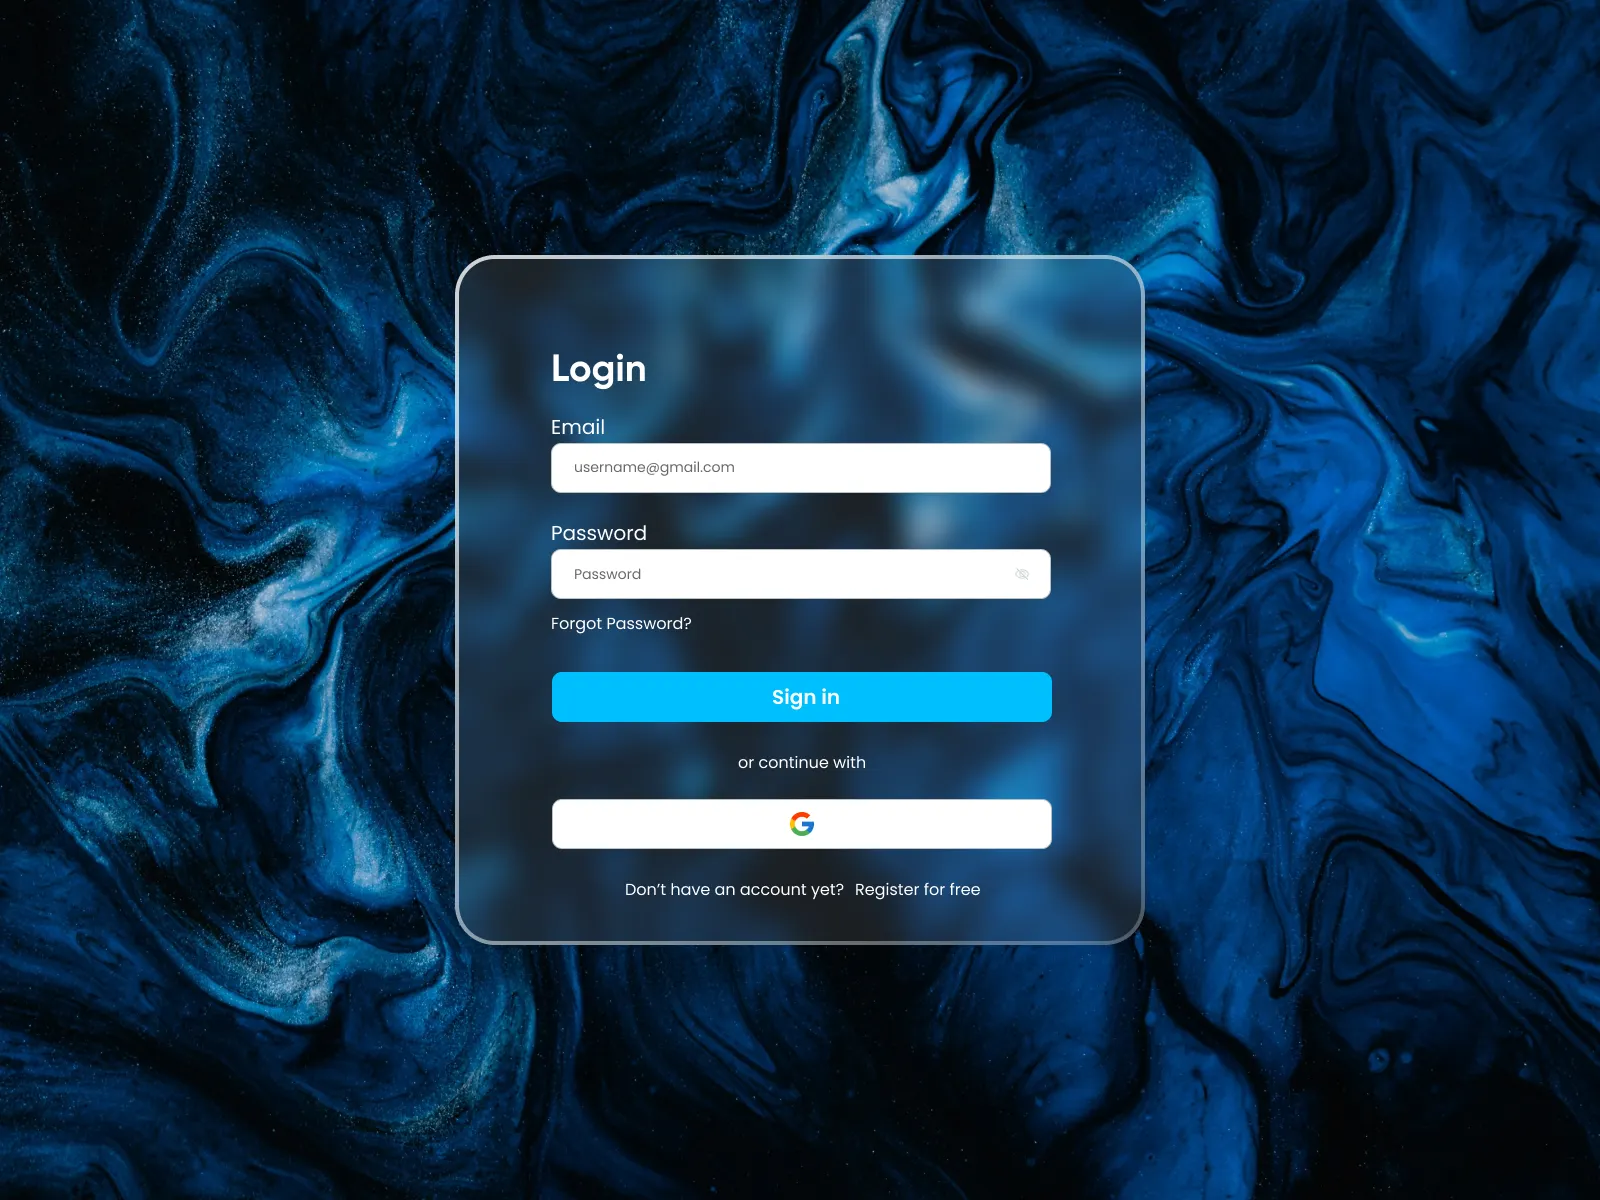 Login
Email
username@gmail.com
Password
Password
Forgot Password?
Sign in
or continue with
Don’t have an account yet? Register for free